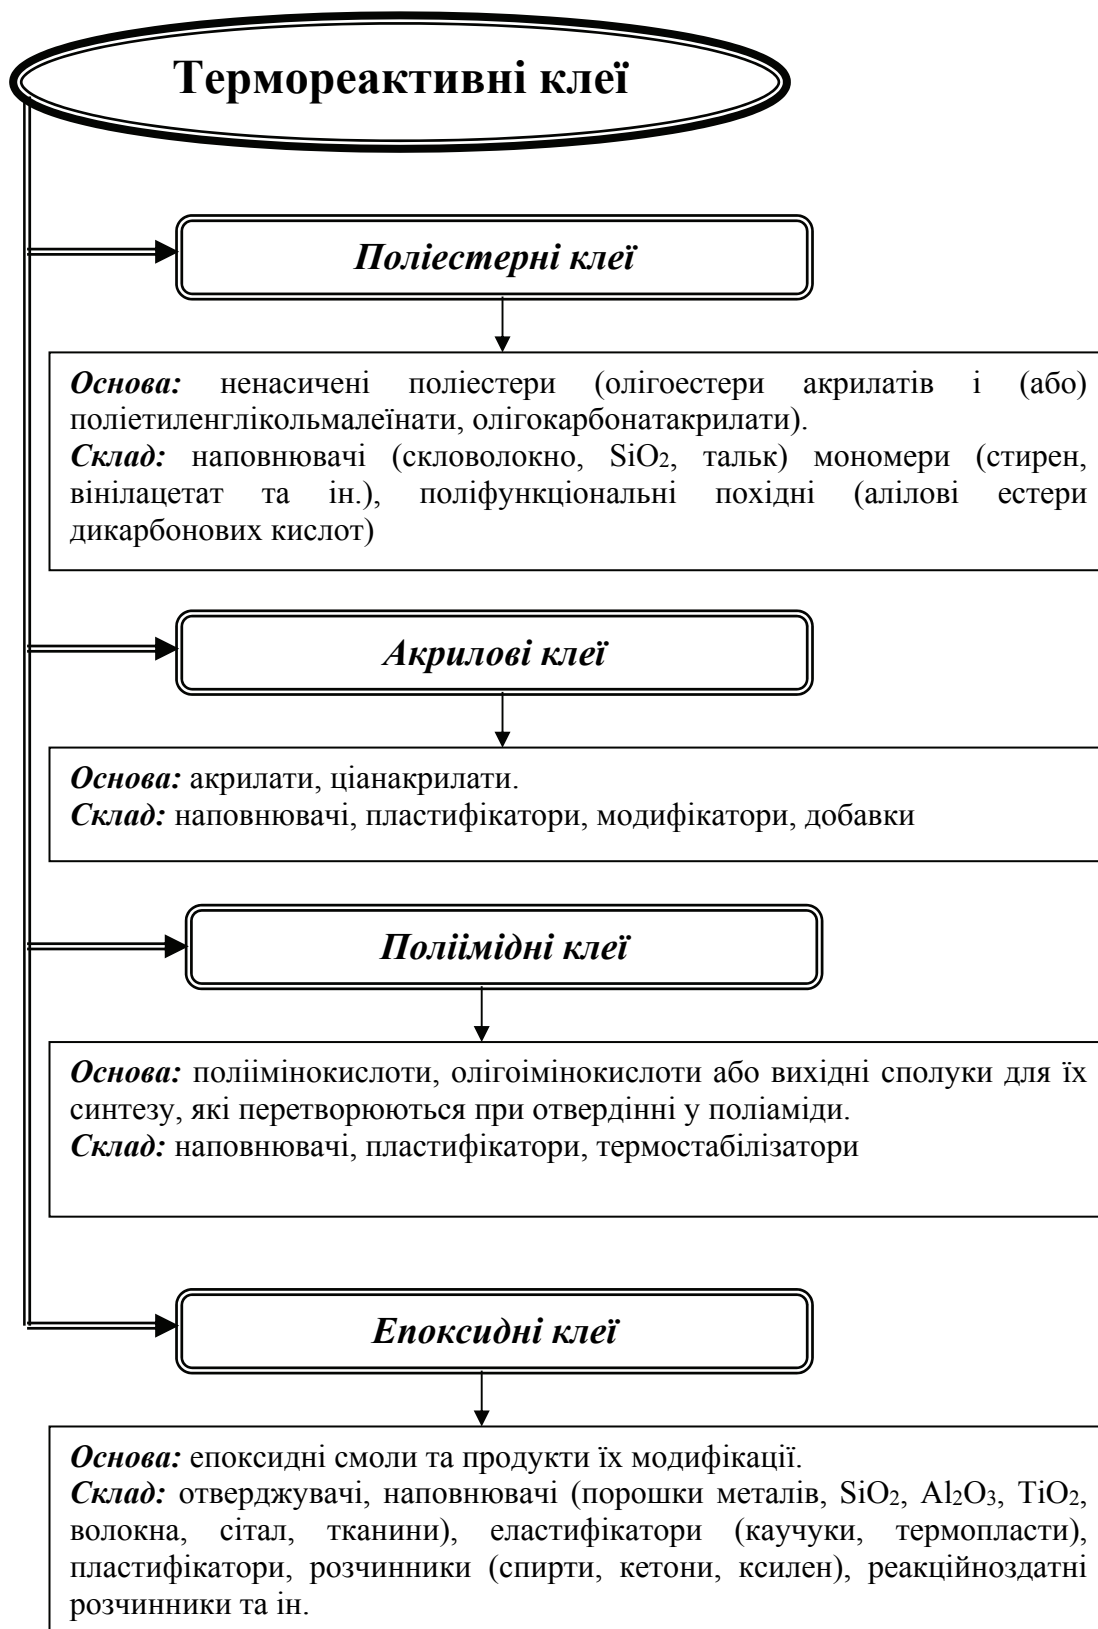 Термореактивні клеї
Поліестерні клеї
Основа: ненасичені поліестери (олігоестери акрилатів і (або)
поліетиленглікольмалеїнати, олігокарбонатакрилати).
Склад: наповнювачі (скловолокно, SiO₂, тальк) мономери (стирен,
вінілацетат та ін.), поліфункціональні похідні (алілові естери
дикарбонових кислот)
Акрилові клеї
Основа: акрилати, ціанакрилати.
Склад: наповнювачі, пластифікатори, модифікатори, добавки
Поліімідні клеї
Основа: полііміноκислоти, олігоімінокислоти або вихідні сполуки для їх
синтезу, які перетворюються при отвердінні у поліаміди.
Склад: наповнювачі, пластифікатори, термостабілізатори
Епоксидні клеї
Основа: епоксидні смоли та продукти їх модифікації.
Склад: отверджувачі, наповнювачі (порошки металів, SiO₂, Al₂O₃, TiO₂,
волокна, сітал, тканини), еластифікатори (каучуки, термопласти),
пластифікатори, розчинники (спирти, кетони, ксилен), реакційноздатні
розчинники та ін.